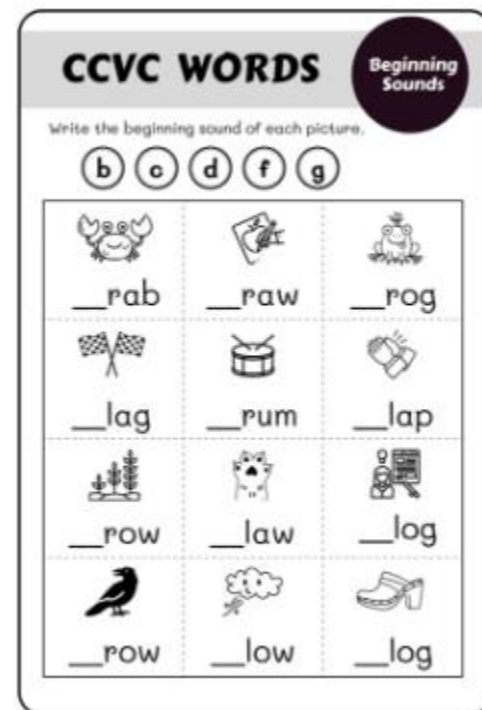 CCVC WORDS
Beginning
Sounds
Write the beginning sound of each picture.
b c d f g
__rab __raw __rog
__lag __rum __lap
__row __law __log
__row __low __log